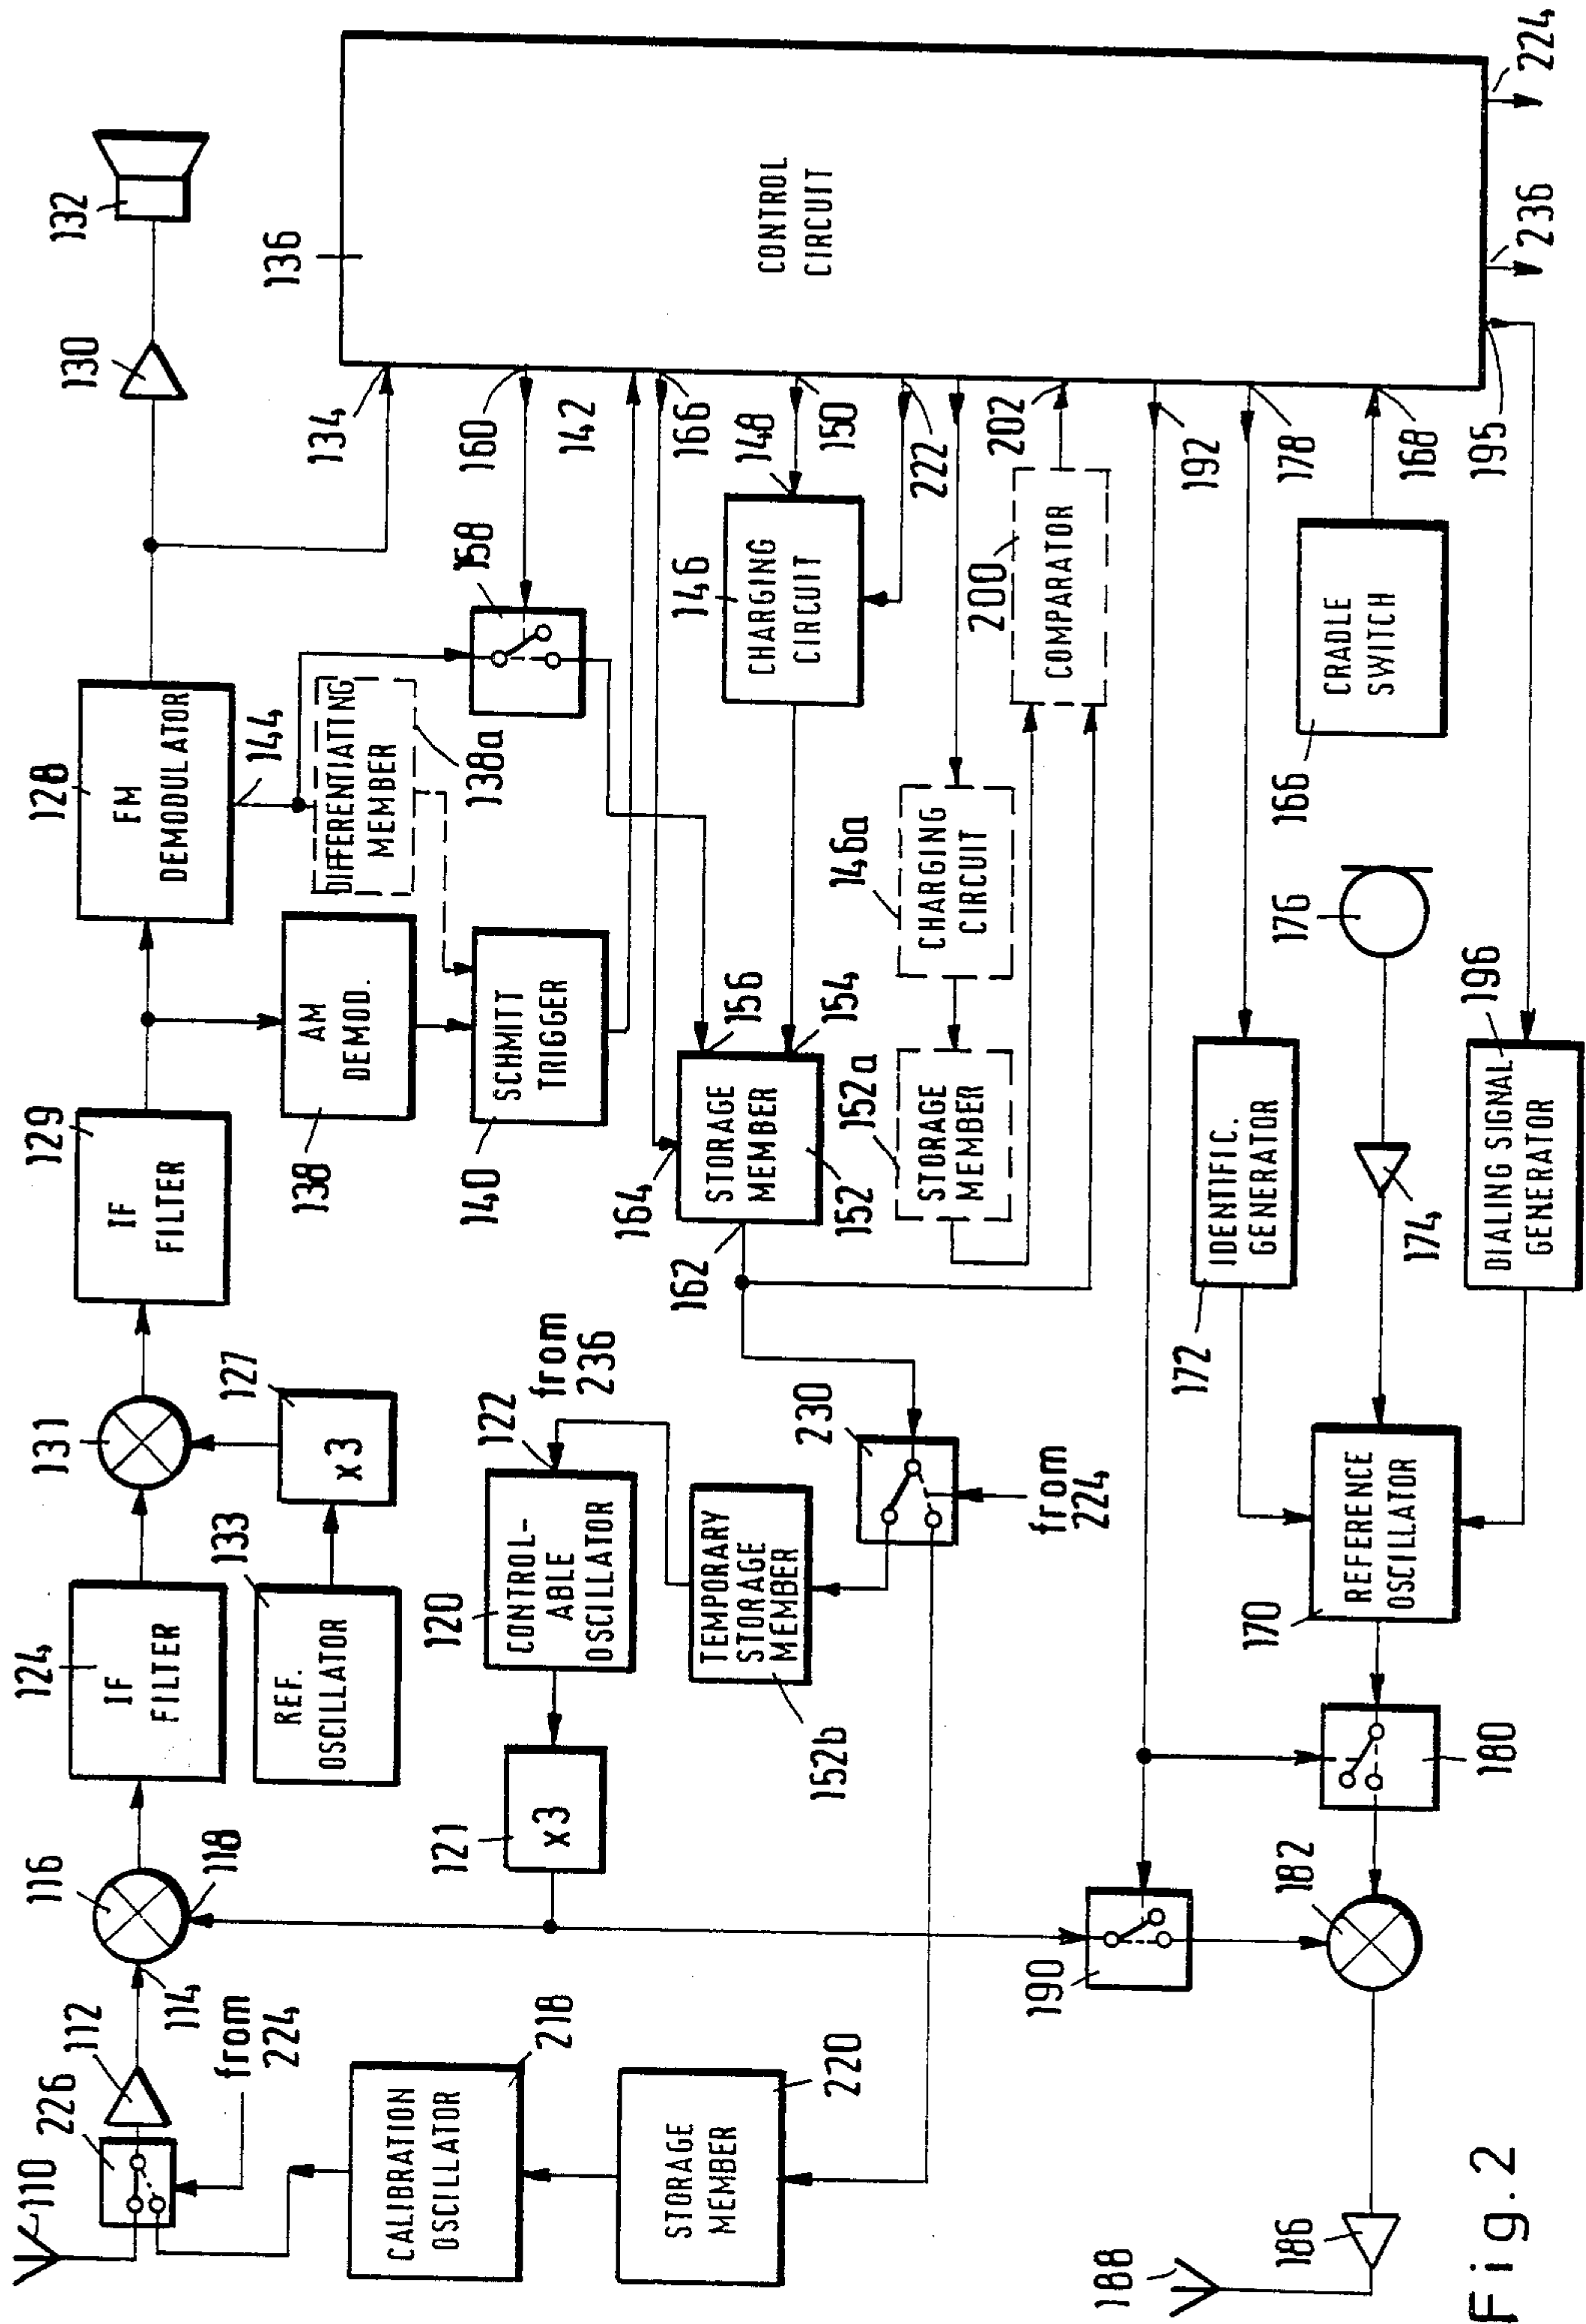 110
226
112
114
from
224
116
118
124
IF
FILTER
REF.
OSCILLATOR
133
131
127
x3
129
IF
FILTER
128
FM
DEMODULATOR
144
130
132
134
136
CONTROL
CIRCUIT
AM
DEMOD.
138
DIFFERENTIATING
MEMBER
138a
SCHMITT
TRIGGER
140
158
160
142
166
148
150
222
202
192
178
168
195
236
224
146
CHARGING
CIRCUIT
200
COMPARATOR
146a
CHARGING
CIRCUIT
152a
STORAGE
MEMBER
156
154
164
STORAGE
MEMBER
152
162
from
236
122
120
CONTROL-
ABLE
OSCILLATOR
121
x3
TEMPORARY
STORAGE
MEMBER
152b
230
from
224
CALIBRATION
OSCILLATOR
218
STORAGE
MEMBER
220
CRADLE
SWITCH
166
176
174
IDENTIFIC.
GENERATOR
172
196
DIALING SIGNAL
GENERATOR
REFERENCE
OSCILLATOR
170
180
190
182
186
188
Fig. 2